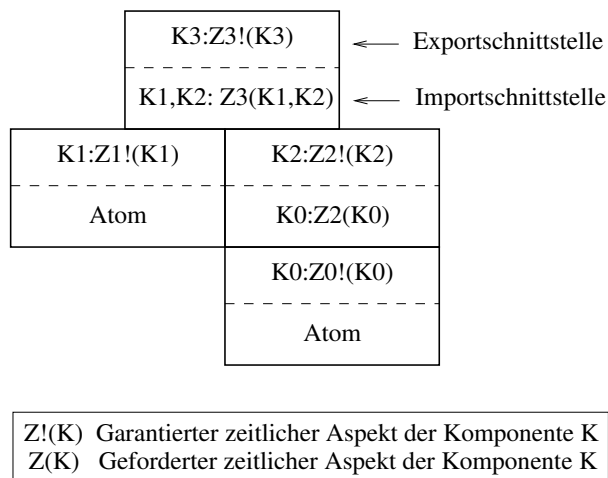 K3:Z3!(K3)
Exportschnittstelle
K1,K2: Z3(K1,K2)
Importschnittstelle
K1:Z1!(K1)
K2:Z2!(K2)
Atom
K0:Z2(K0)
K0:Z0!(K0)
Atom
Z!(K) Garantierter zeitlicher Aspekt der Komponente K
Z(K) Geforderter zeitlicher Aspekt der Komponente K